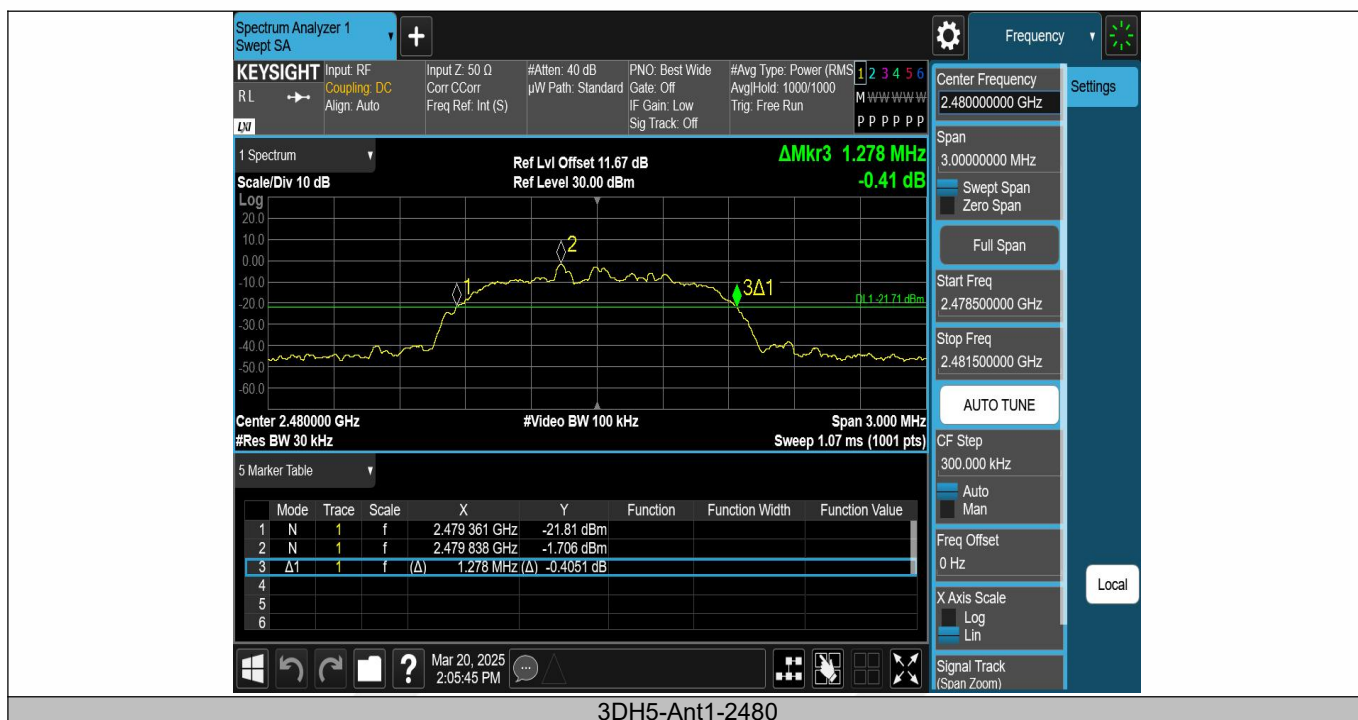 Spectrum Analyzer 1
Swept SA
+
Frequency
KEYSIGHT
RL
LXI
Input: RF
Coupling: DC
Align: Auto
Input Z: 50 Ω
Corr CCorr
Freq Ref: Int (S)
#Atten: 40 dB
µW Path: Standard
PNO: Best Wide
Gate: Off
IF Gain: Low
Sig Track: Off
#Avg Type: Power (RMS
Avg|Hold: 1000/1000
Trig: Free Run
1 2 3 4 5 6
M W W W W W
P P P P P P
1 Spectrum
Scale/Div 10 dB
Ref Lvl Offset 11.67 dB
Ref Level 30.00 dBm
ΔMkr3 1.278 MHz
-0.41 dB
Log
20.0
10.0
0.00
-10.0
-20.0
-30.0
-40.0
-50.0
-60.0
1
2
3Δ1
DL1 -21.71 dBm
Center 2.480000 GHz
#Video BW 100 kHz
Span 3.000 MHz
#Res BW 30 kHz
Sweep 1.07 ms (1001 pts)
5 Marker Table
Mode Trace Scale X Y Function Function Width Function Value
1 N 1 f 2.479 361 GHz -21.81 dBm
2 N 1 f 2.479 838 GHz -1.706 dBm
3 Δ1 1 f (Δ) 1.278 MHz (Δ) -0.4051 dB
4
5
6
?
Mar 20, 2025
2:05:45 PM
Center Frequency
2.480000000 GHz
Settings
Span
3.00000000 MHz
Swept Span
Zero Span
Full Span
Start Freq
2.478500000 GHz
Stop Freq
2.481500000 GHz
AUTO TUNE
CF Step
300.000 kHz
Auto
Man
Freq Offset
0 Hz
X Axis Scale
Log
Lin
Signal Track
(Span Zoom)
Local
3DH5-Ant1-2480